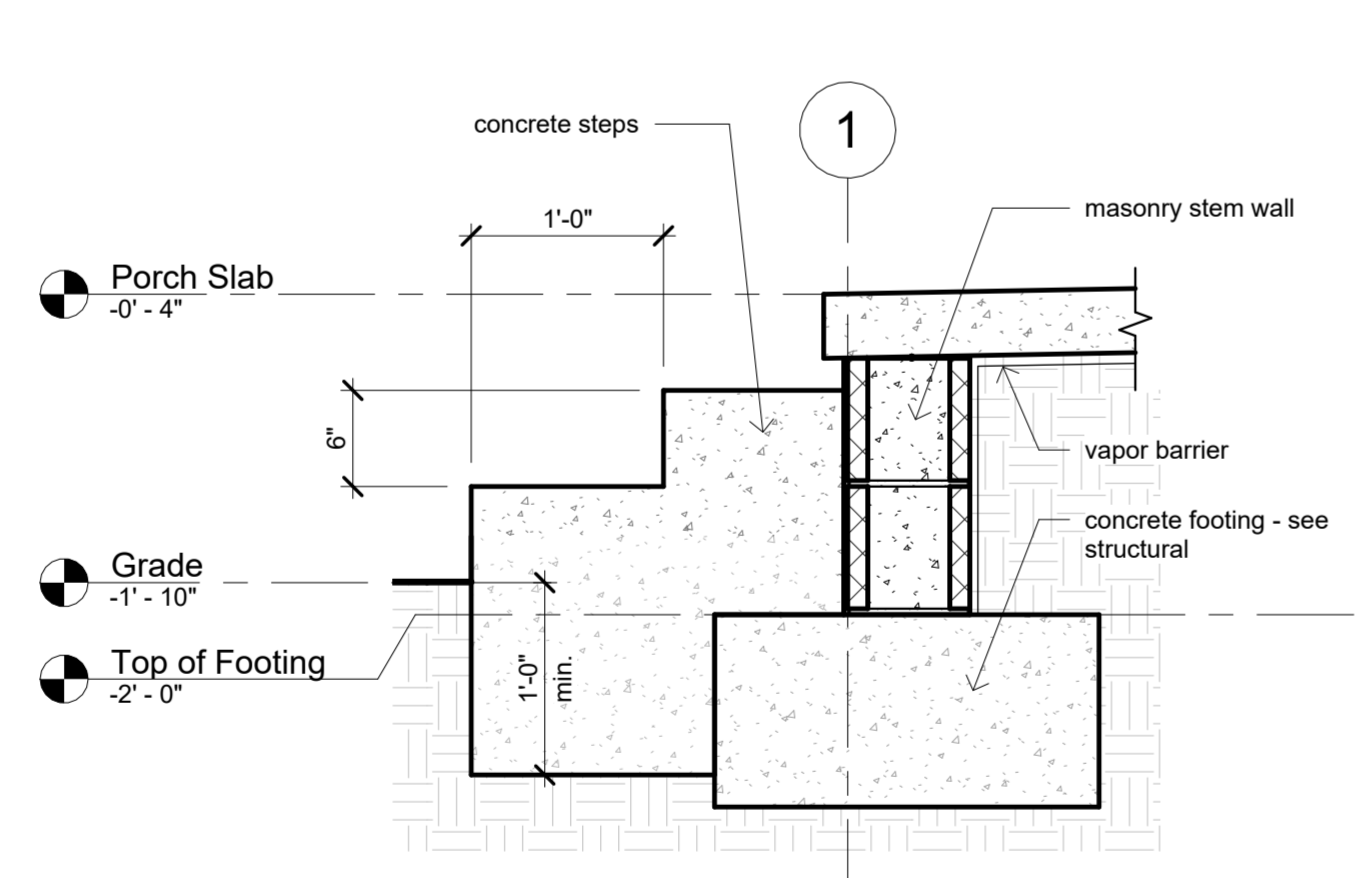 concrete steps
1
masonry stem wall
1'-0"
Porch Slab
-0' - 4"
6"
vapor barrier
concrete footing - see
structural
Grade
-1' - 10"
1'-0"
min.
Top of Footing
-2' - 0"